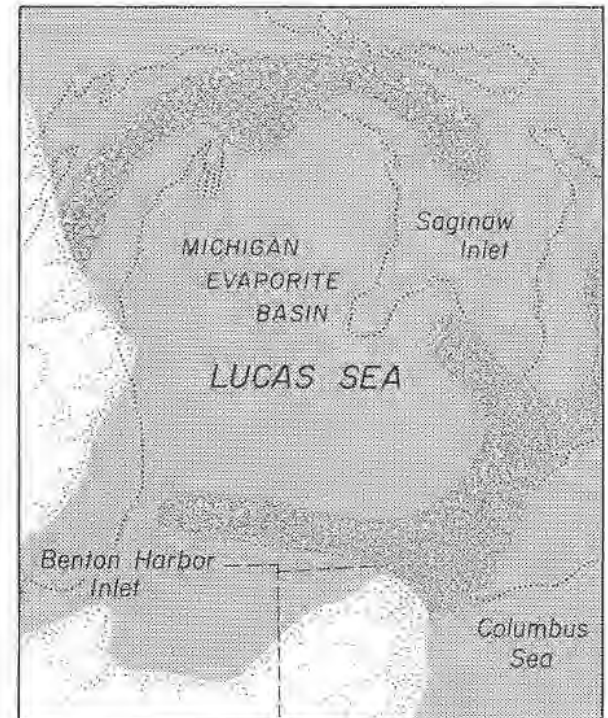 Saginaw
Inlet
MICHIGAN
EVAPORITE
BASIN
LUCAS SEA
Benton Harbor
Inlet
Columbus
Sea